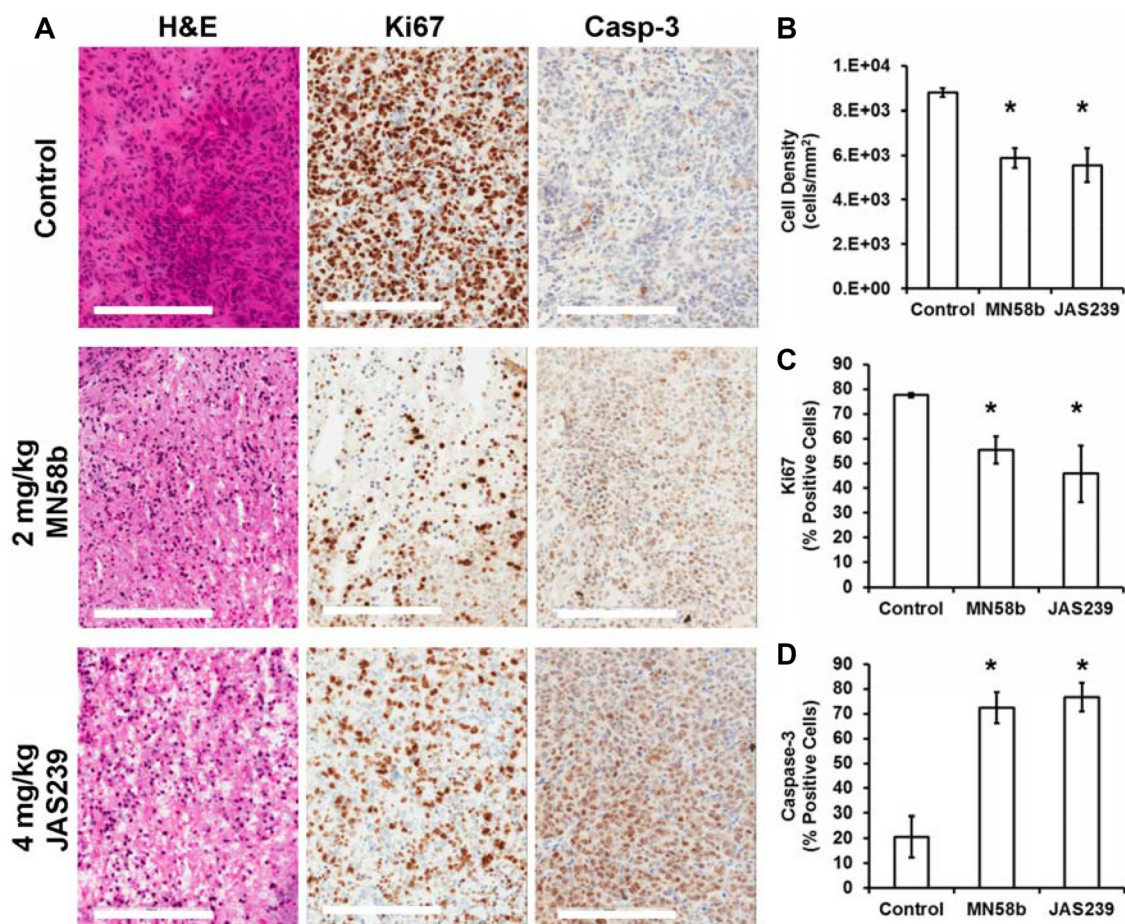 A
H&E
Ki67
Casp-3
Control
2 mg/kg
MN58b
4 mg/kg
JAS239
B
Cell Density
(cells/mm²)
1.E+04
8.E+03
6.E+03
4.E+03
2.E+03
0.E+00
*
*
Control
MN58b
JAS239
C
Ki67
(% Positive Cells)
90
80
70
60
50
40
30
20
10
0
*
*
Control
MN58b
JAS239
D
Caspase-3
(% Positive Cells)
90
80
70
60
50
40
30
20
10
0
*
*
Control
MN58b
JAS239